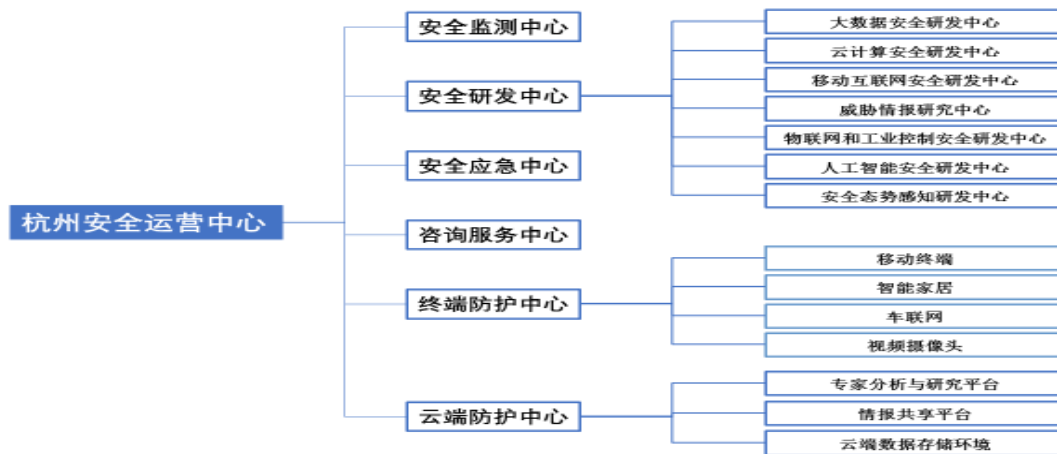 杭州安全运营中心
安全监测中心
安全研发中心
大数据安全研发中心
云计算安全研发中心
移动互联网安全研发中心
威胁情报研究中心
物联网和工业控制安全研发中心
人工智能安全研发中心
安全态势感知研发中心
安全应急中心
咨询服务中心
终端防护中心
移动终端
智能家居
车联网
视频摄像头
云端防护中心
专家分析与研究平台
情报共享平台
云端数据存储环境